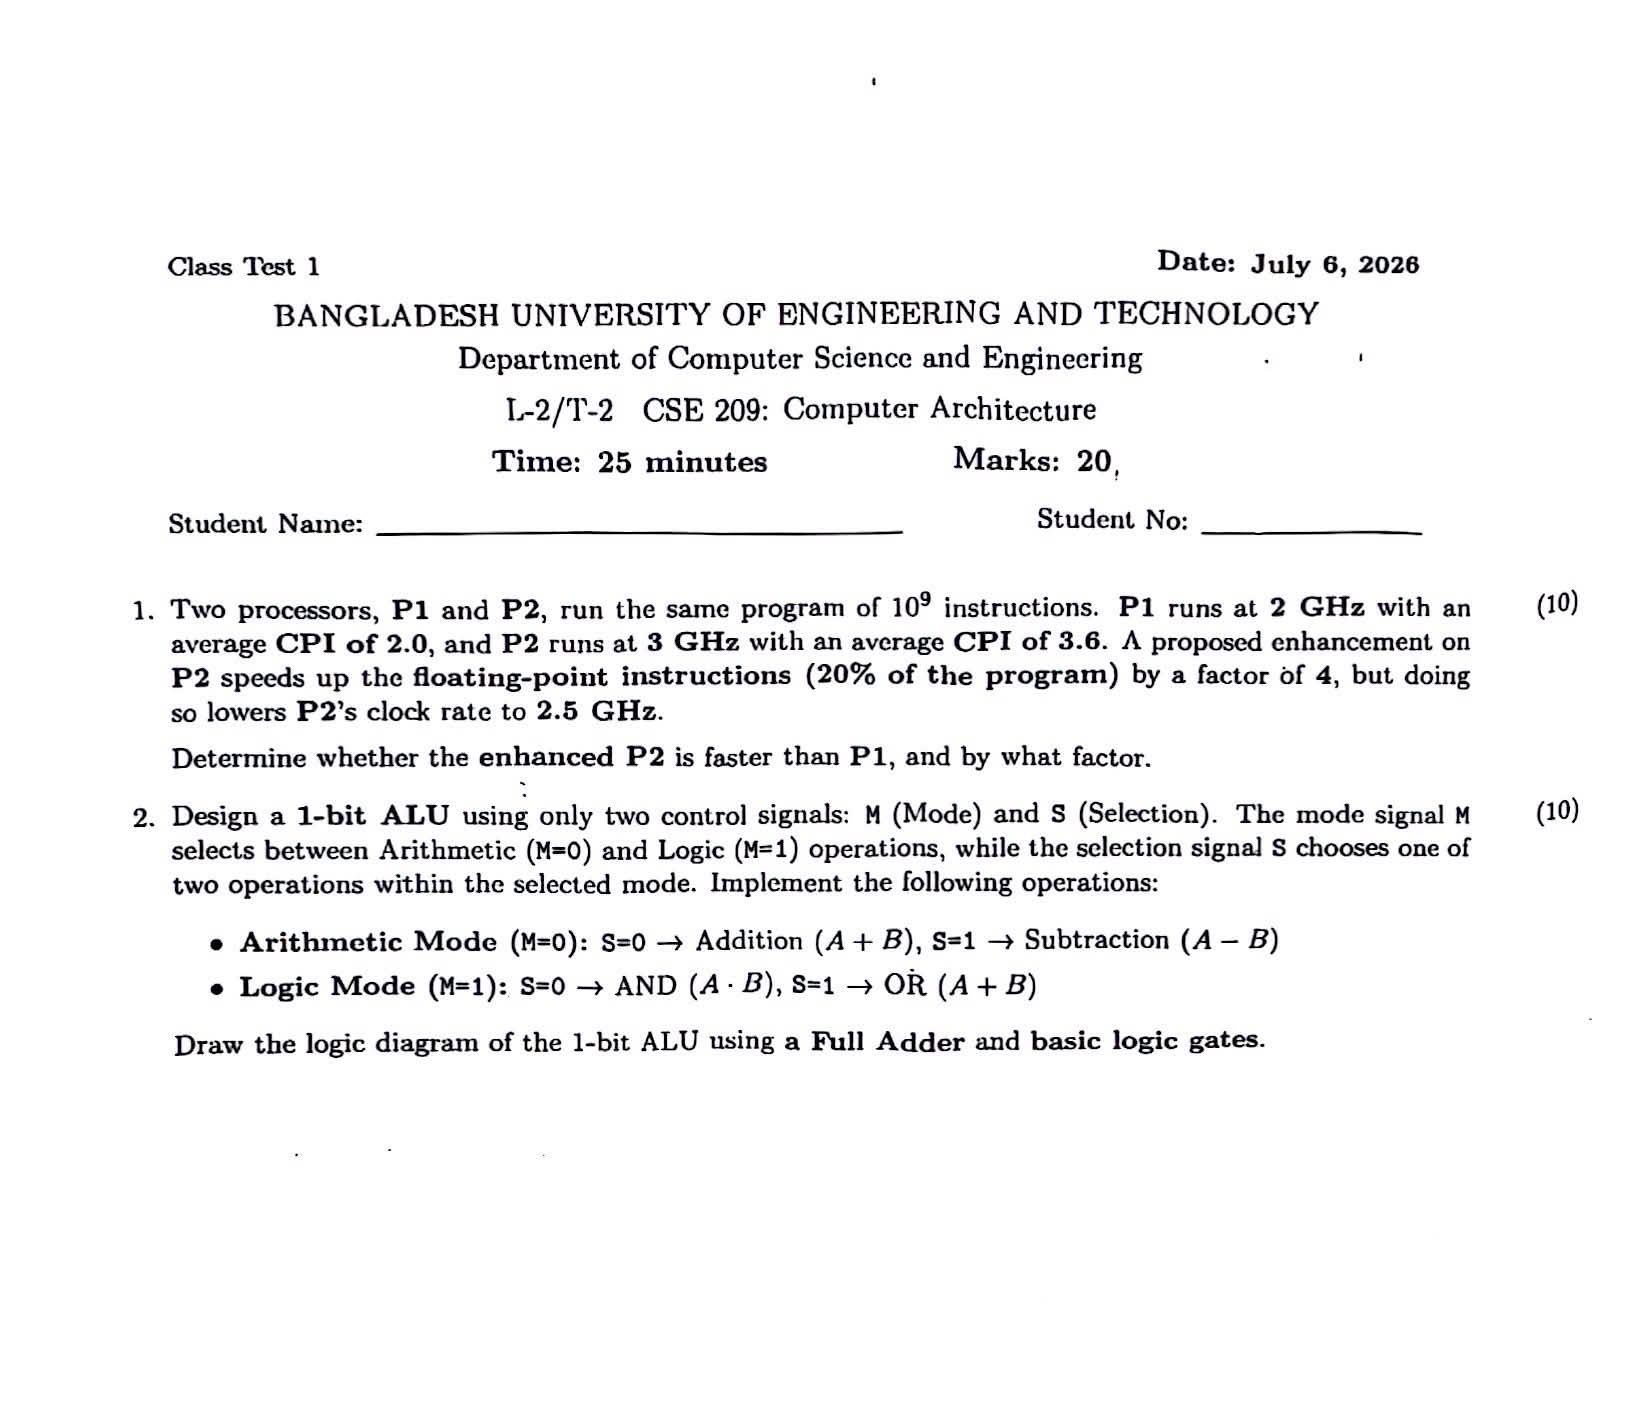 Class Test 1 Date: July 6, 2026
BANGLADESH UNIVERSITY OF ENGINEERING AND TECHNOLOGY
Department of Computer Science and Engineering
L-2/T-2 CSE 209: Computer Architecture
Time: 25 minutes Marks: 20
Student Name: Student No:
1. Two processors, P1 and P2, run the same program of 10⁹ instructions. P1 runs at 2 GHz with an (10)
average CPI of 2.0, and P2 runs at 3 GHz with an average CPI of 3.6. A proposed enhancement on
P2 speeds up the floating-point instructions (20% of the program) by a factor of 4, but doing
so lowers P2's clock rate to 2.5 GHz.
Determine whether the enhanced P2 is faster than P1, and by what factor.
2. Design a 1-bit ALU using only two control signals: M (Mode) and S (Selection). The mode signal M (10)
selects between Arithmetic (M=0) and Logic (M=1) operations, while the selection signal S chooses one of
two operations within the selected mode. Implement the following operations:
• Arithmetic Mode (M=0): S=0 → Addition (A + B), S=1 → Subtraction (A − B)
• Logic Mode (M=1): S=0 → AND (A · B), S=1 → OR (A + B)
Draw the logic diagram of the 1-bit ALU using a Full Adder and basic logic gates.